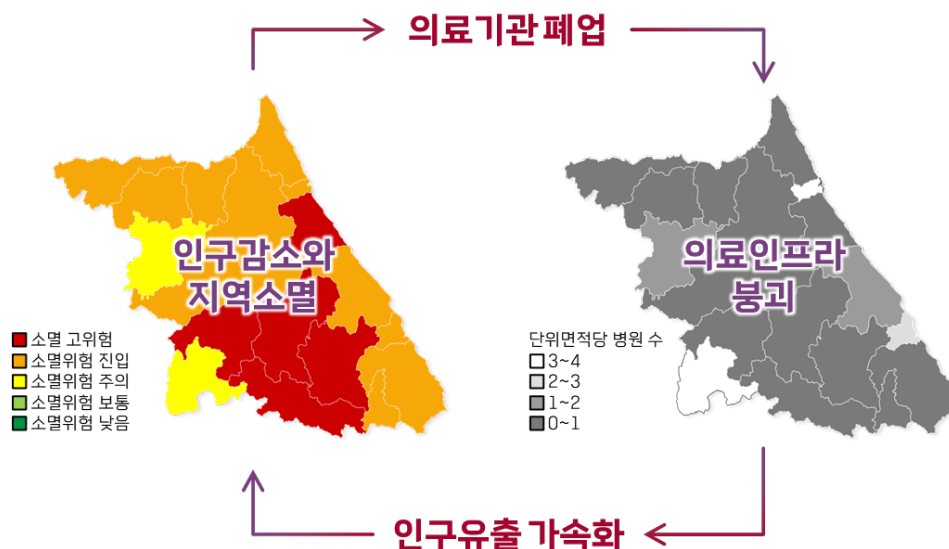 의료기관 폐업
인구감소와
지역소멸
소멸 고위험
소멸위험 진입
소멸위험 주의
소멸위험 보통
소멸위험 낮음
의료인프라
붕괴
단위면적당 병원 수
3~4
2~3
1~2
0~1
인구유출 가속화